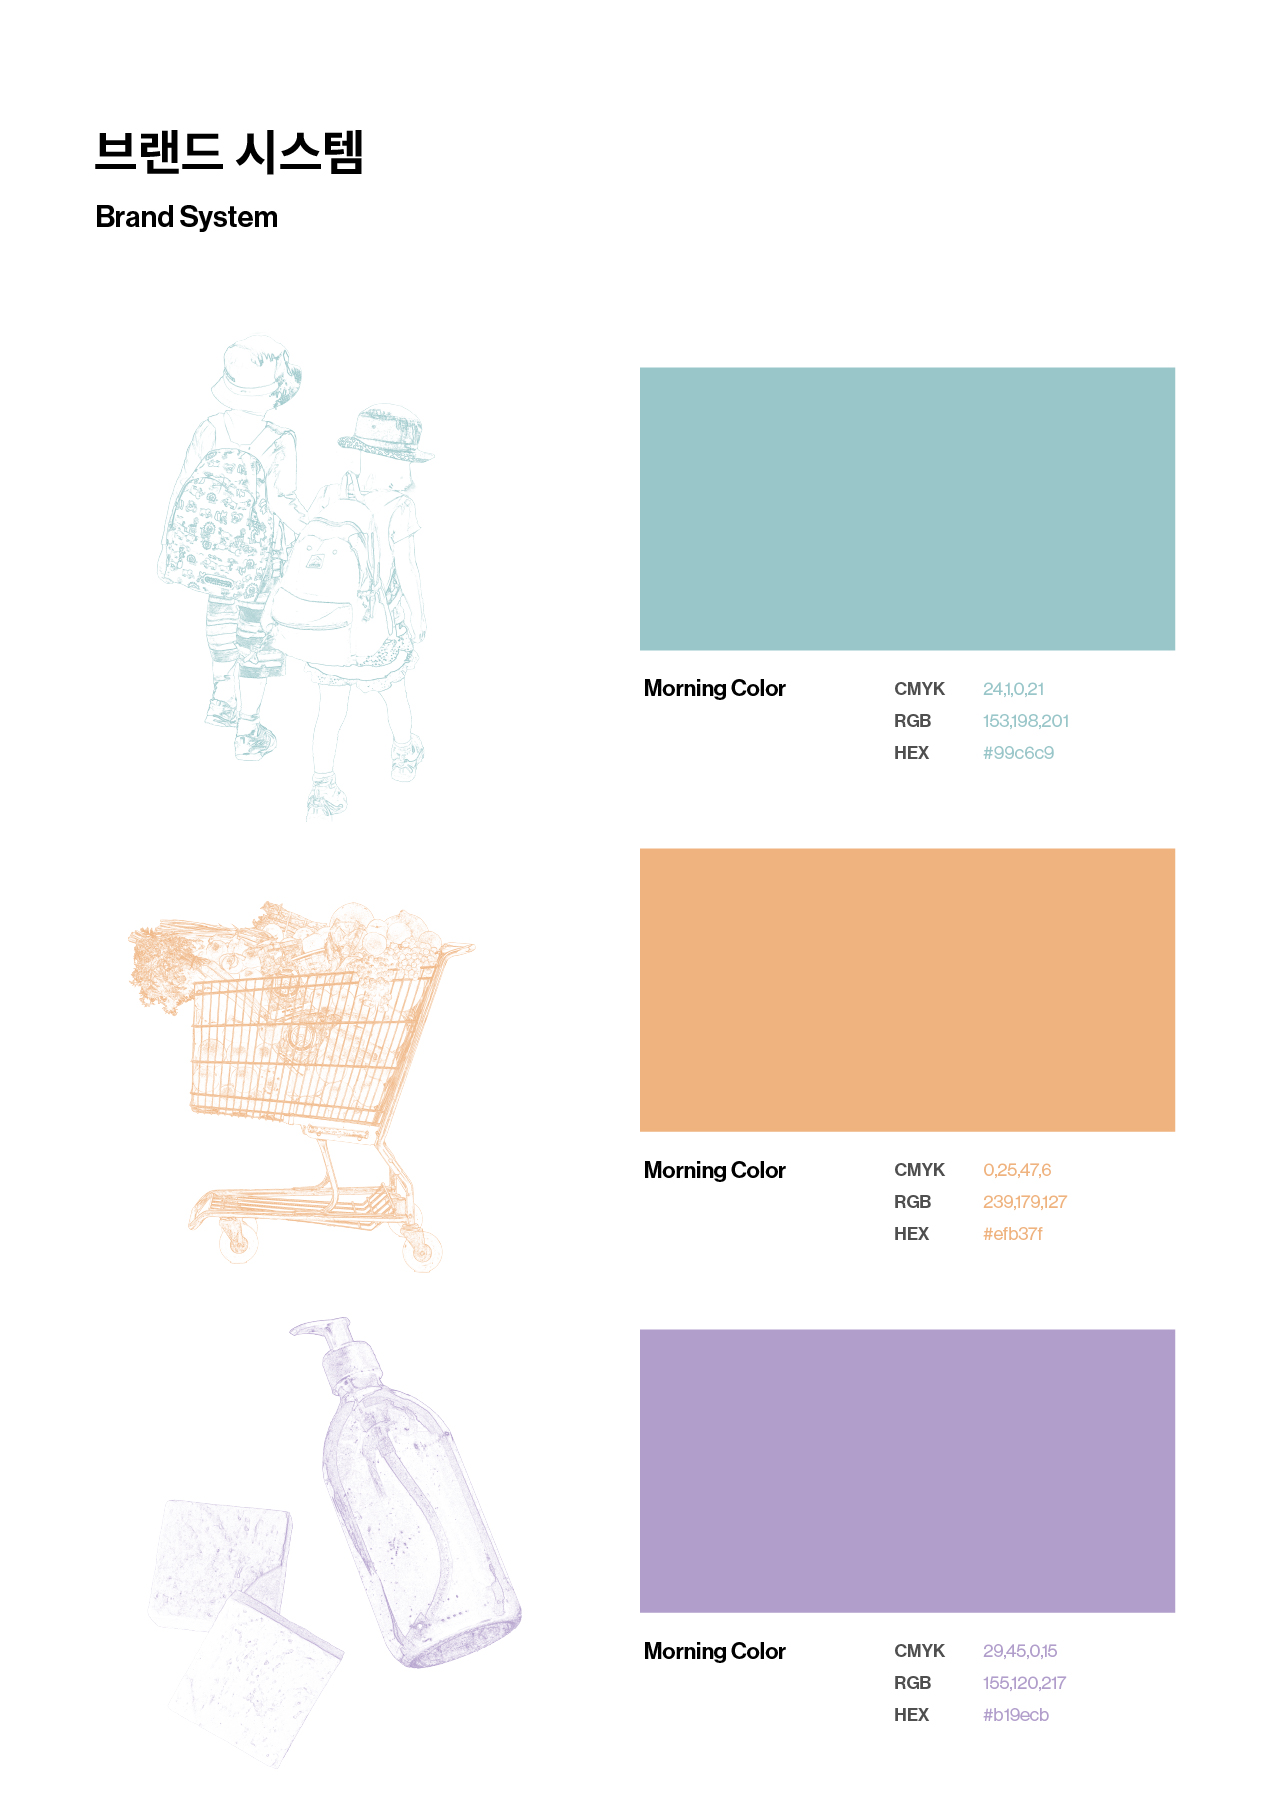 브랜드 시스템
Brand System
Morning Color
CMYK 24,1,0,21
RGB 153,198,201
HEX #99c6c9
Morning Color
CMYK 0,25,47,6
RGB 239,179,127
HEX #efb37f
Morning Color
CMYK 29,45,0,15
RGB 155,120,217
HEX #b19ecb